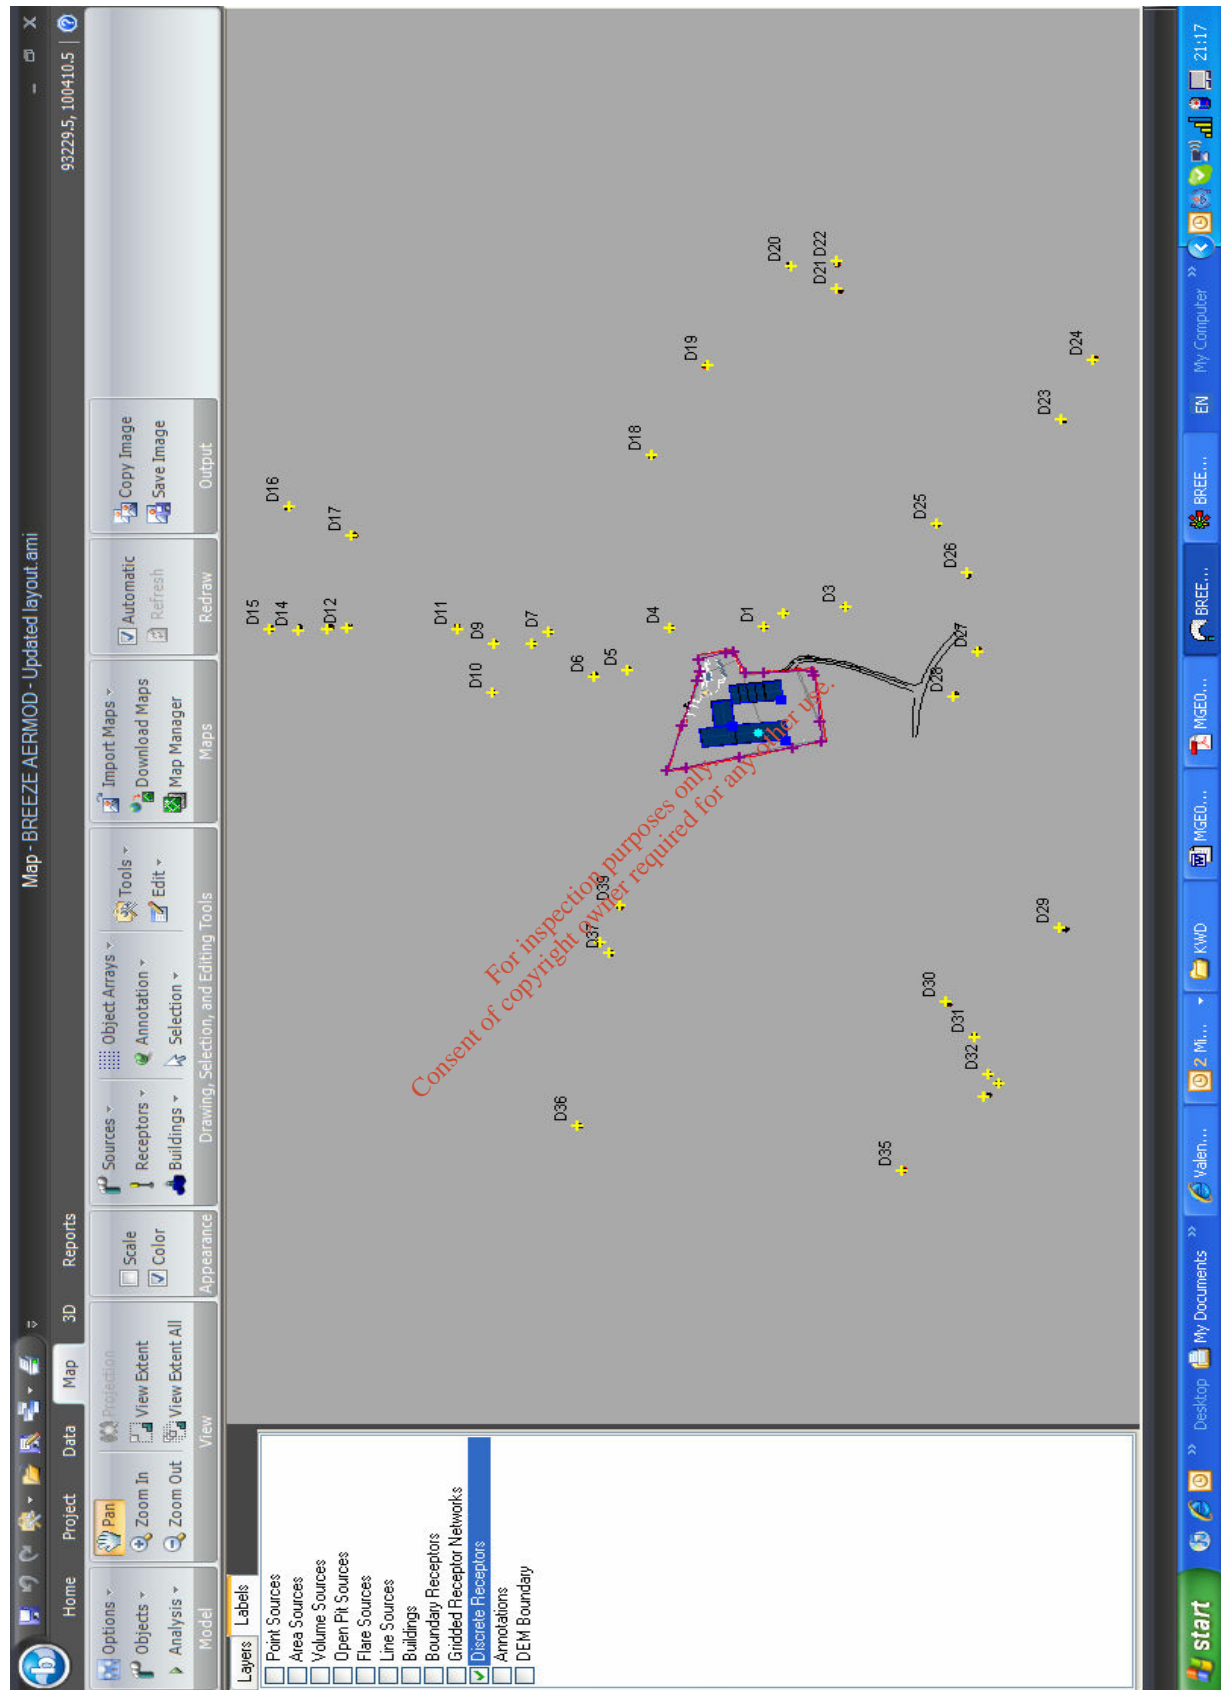 Map - BREEZE AERMOD - Updated layout.ami
Home Project Data Map 3D Reports
93229.5, 100410.5
Options
Objects
Analysis
Model
Pan
Zoom In
Zoom Out
Projection
View Extent
View Extent All
View
Scale
Color
Appearance
Sources
Receptors
Buildings
Object Arrays
Annotation
Selection
Tools
Edit
Drawing, Selection, and Editing Tools
Import Maps
Download Maps
Map Manager
Maps
Automatic
Refresh
Redraw
Copy Image
Save Image
Output
Layers Labels
Point Sources
Area Sources
Volume Sources
Open Pit Sources
Flare Sources
Line Sources
Buildings
Boundary Receptors
Gridded Receptor Networks
Discrete Receptors
Annotations
DEM Boundary
D15
D14
D16
D12
D17
D11
D9
D10
D7
D6
D5
D36
D37
D39
D18
D4
D19
D20
D1
D21 D22
D3
D35
D25
D30
D26
D28
D27
D31
D32
D29
D23
D24
For inspection purposes only.
Consent of copyright owner required for any other use.
start
Desktop
My Documents
Valen...
2 Mi...
KWD
MGE0...
MGE0...
BREE...
BREE...
EN
My Computer
21:17